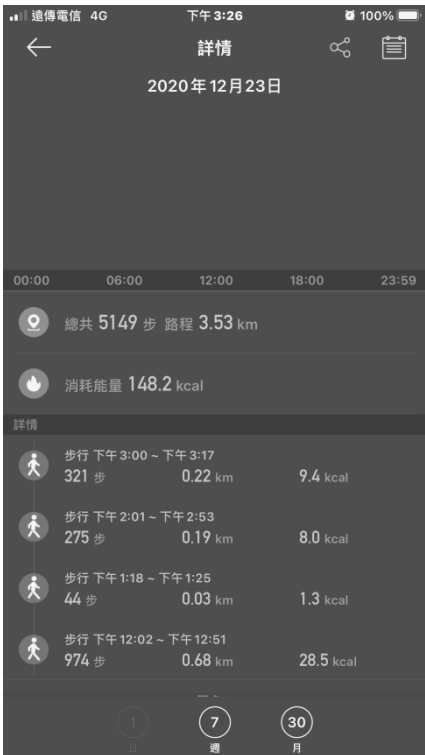 遠傳電信 4G 下午3:26 100%
詳情
2020年12月23日
00:00 06:00 12:00 18:00 23:59
總共 5149 步 路程 3.53 km
消耗能量 148.2 kcal
詳情
步行 下午3:00 ~ 下午3:17
321 步 0.22 km 9.4 kcal
步行 下午2:01 ~ 下午2:53
275 步 0.19 km 8.0 kcal
步行 下午1:18 ~ 下午1:25
44 步 0.03 km 1.3 kcal
步行 下午12:02 ~ 下午12:51
974 步 0.68 km 28.5 kcal
1 7 30
日 週 月